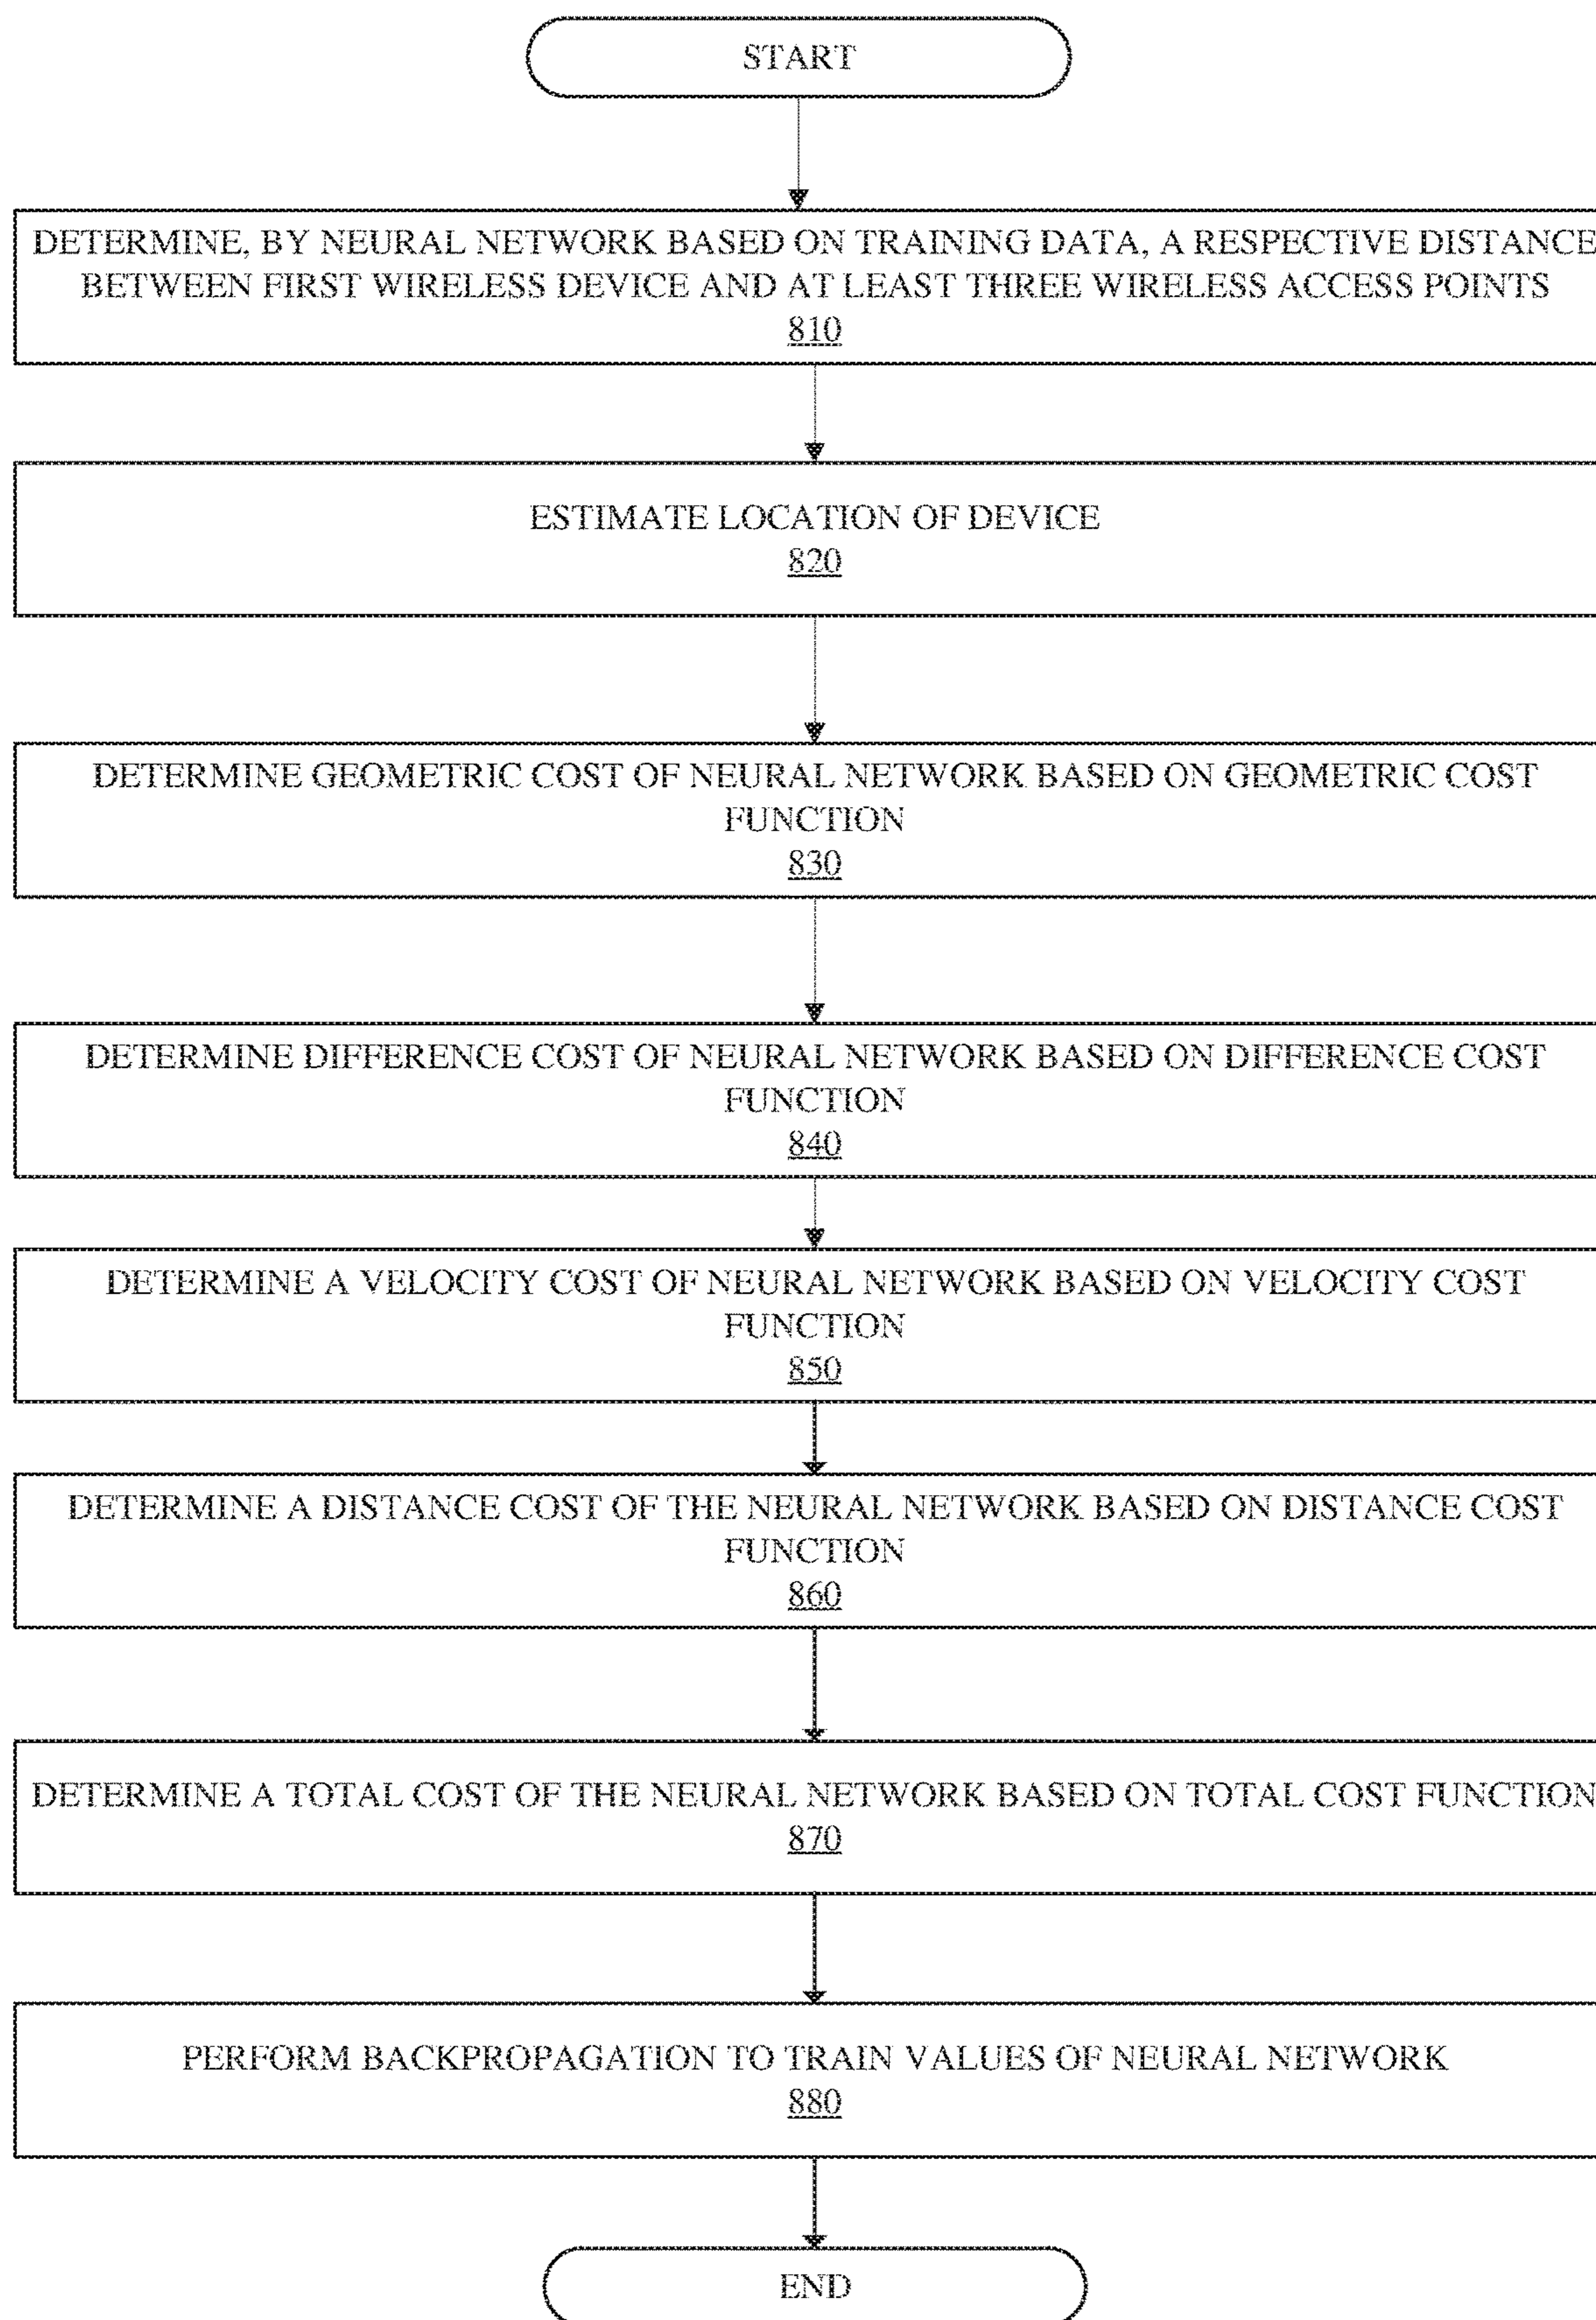 START
DETERMINE, BY NEURAL NETWORK BASED ON TRAINING DATA, A RESPECTIVE DISTANCE
BETWEEN FIRST WIRELESS DEVICE AND AT LEAST THREE WIRELESS ACCESS POINTS
810
ESTIMATE LOCATION OF DEVICE
820
DETERMINE GEOMETRIC COST OF NEURAL NETWORK BASED ON GEOMETRIC COST
FUNCTION
830
DETERMINE DIFFERENCE COST OF NEURAL NETWORK BASED ON DIFFERENCE COST
FUNCTION
840
DETERMINE A VELOCITY COST OF NEURAL NETWORK BASED ON VELOCITY COST
FUNCTION
850
DETERMINE A DISTANCE COST OF THE NEURAL NETWORK BASED ON DISTANCE COST
FUNCTION
860
DETERMINE A TOTAL COST OF THE NEURAL NETWORK BASED ON TOTAL COST FUNCTION
870
PERFORM BACKPROPAGATION TO TRAIN VALUES OF NEURAL NETWORK
880
END